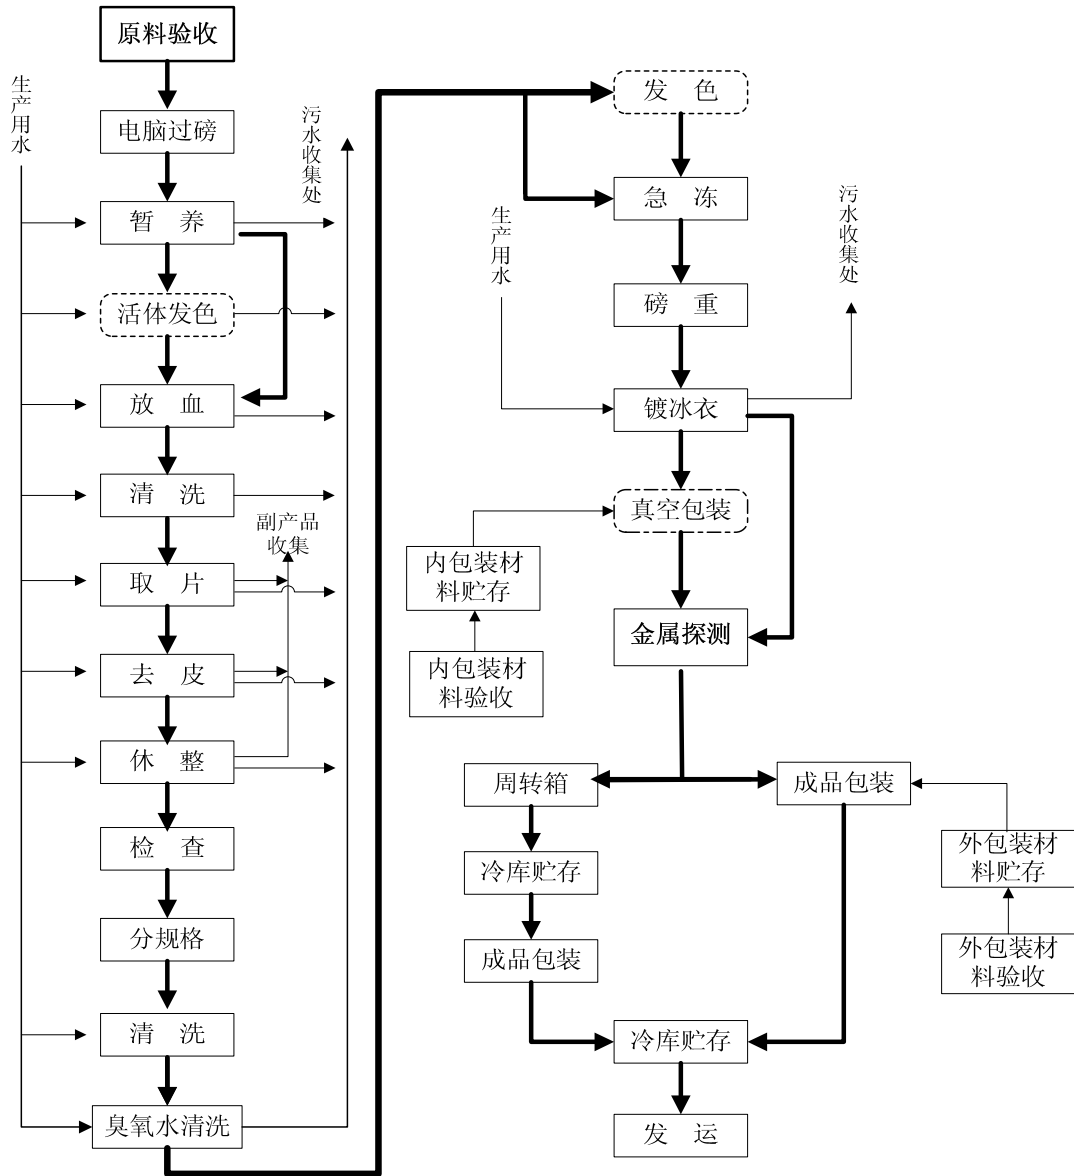 原料验收
生产用水
电脑过磅
污水收集处
暂 养
活体发色
放 血
清 洗
副产品
收集
取 片
去 皮
休 整
检 查
分规格
清 洗
臭氧水清洗
发 色
急 冻
生产用水
污水收集处
磅 重
镀冰衣
真空包装
内包装材
料贮存
金属探测
内包装材
料验收
周转箱
成品包装
冷库贮存
外包装材
料贮存
成品包装
外包装材
料验收
冷库贮存
发 运